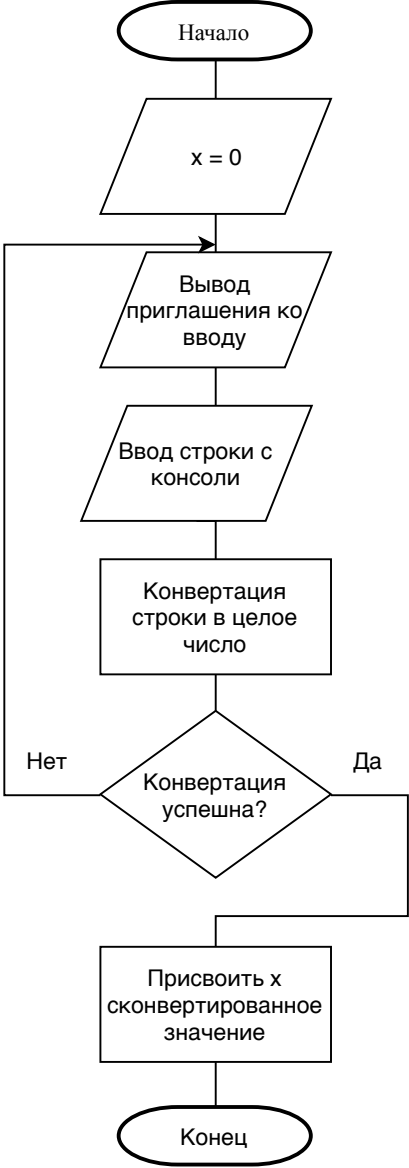 Начало
x = 0
Вывод
приглашения ко
вводу
Ввод строки с
консоли
Конвертация
строки в целое
число
Нет
Да
Конвертация
успешна?
Присвоить x
сконвертированное
значение
Конец